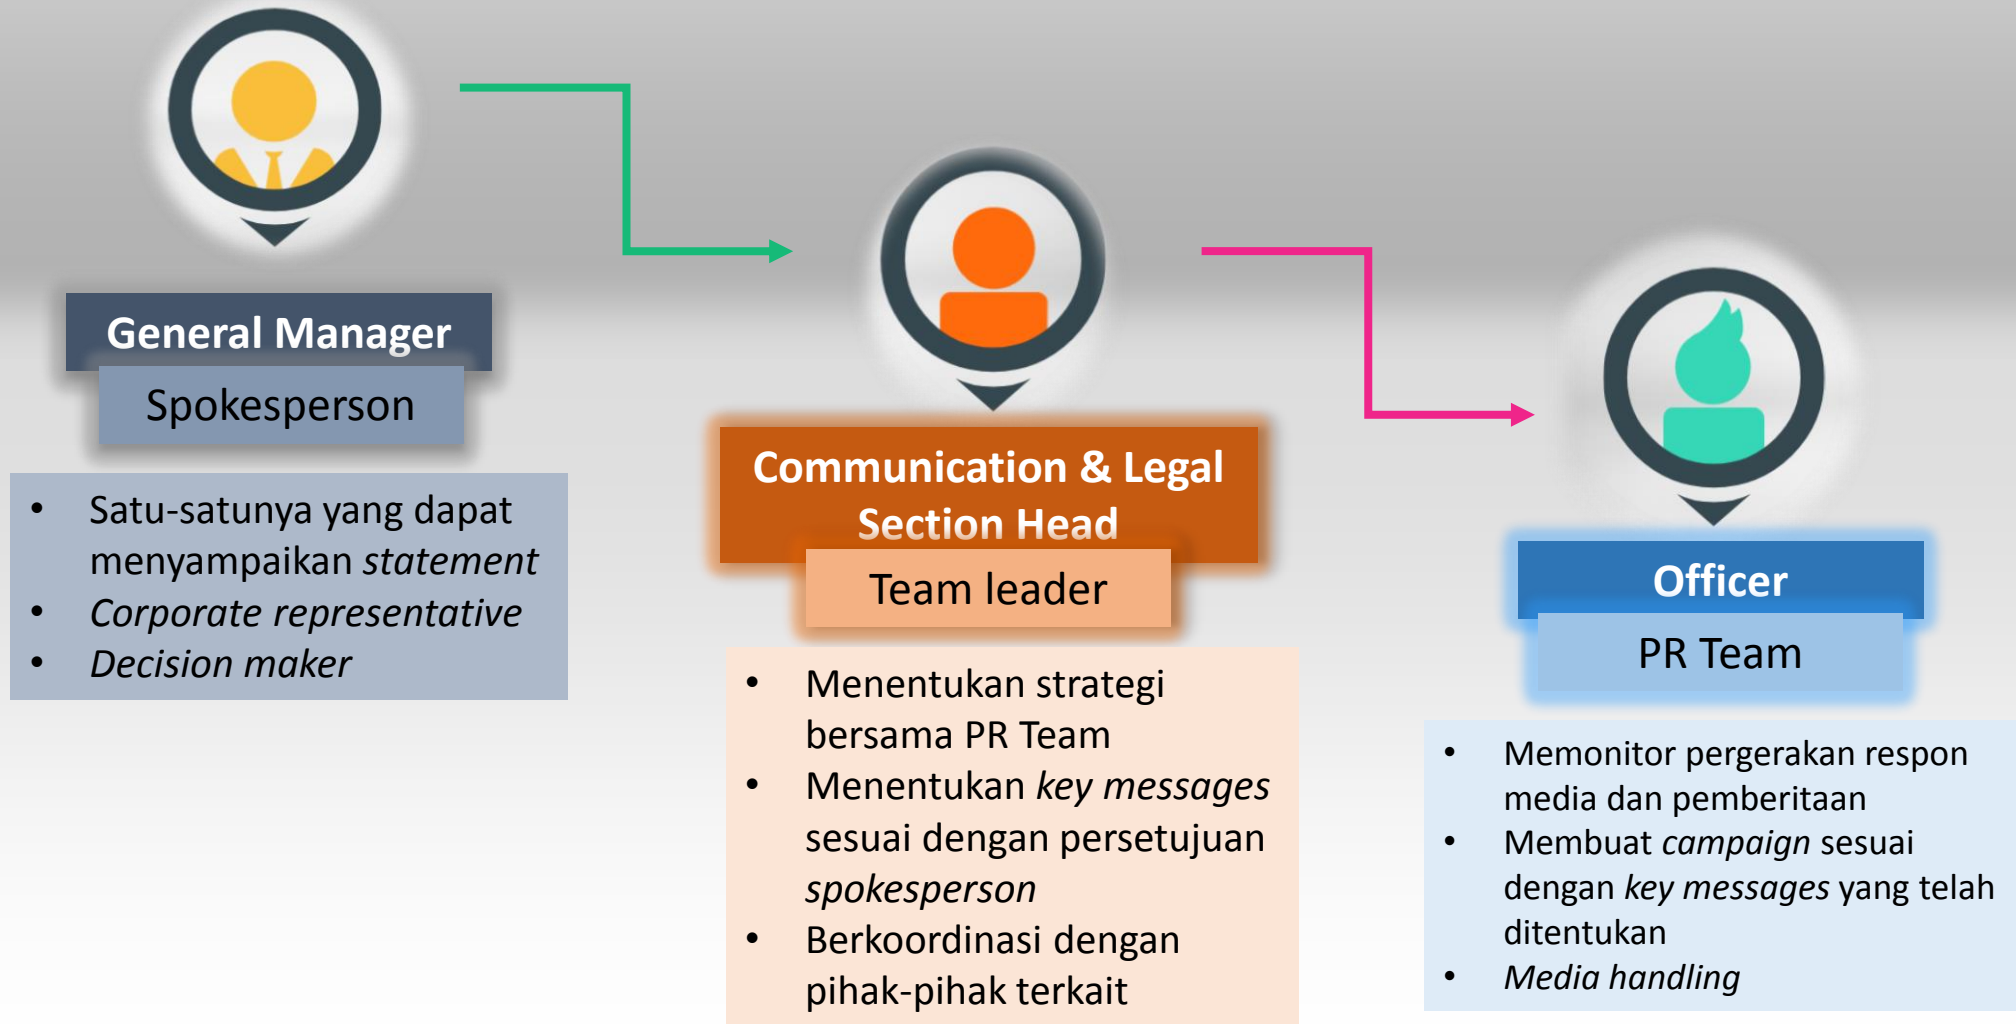 General Manager
Spokesperson
• Satu-satunya yang dapat
menyampaikan statement
• Corporate representative
• Decision maker
Communication & Legal
Section Head
Team leader
• Menentukan strategi
bersama PR Team
• Menentukan key messages
sesuai dengan persetujuan
spokesperson
• Berkoordinasi dengan
pihak-pihak terkait
Officer
PR Team
• Memonitor pergerakan respon
media dan pemberitaan
• Membuat campaign sesuai
dengan key messages yang telah
ditentukan
• Media handling